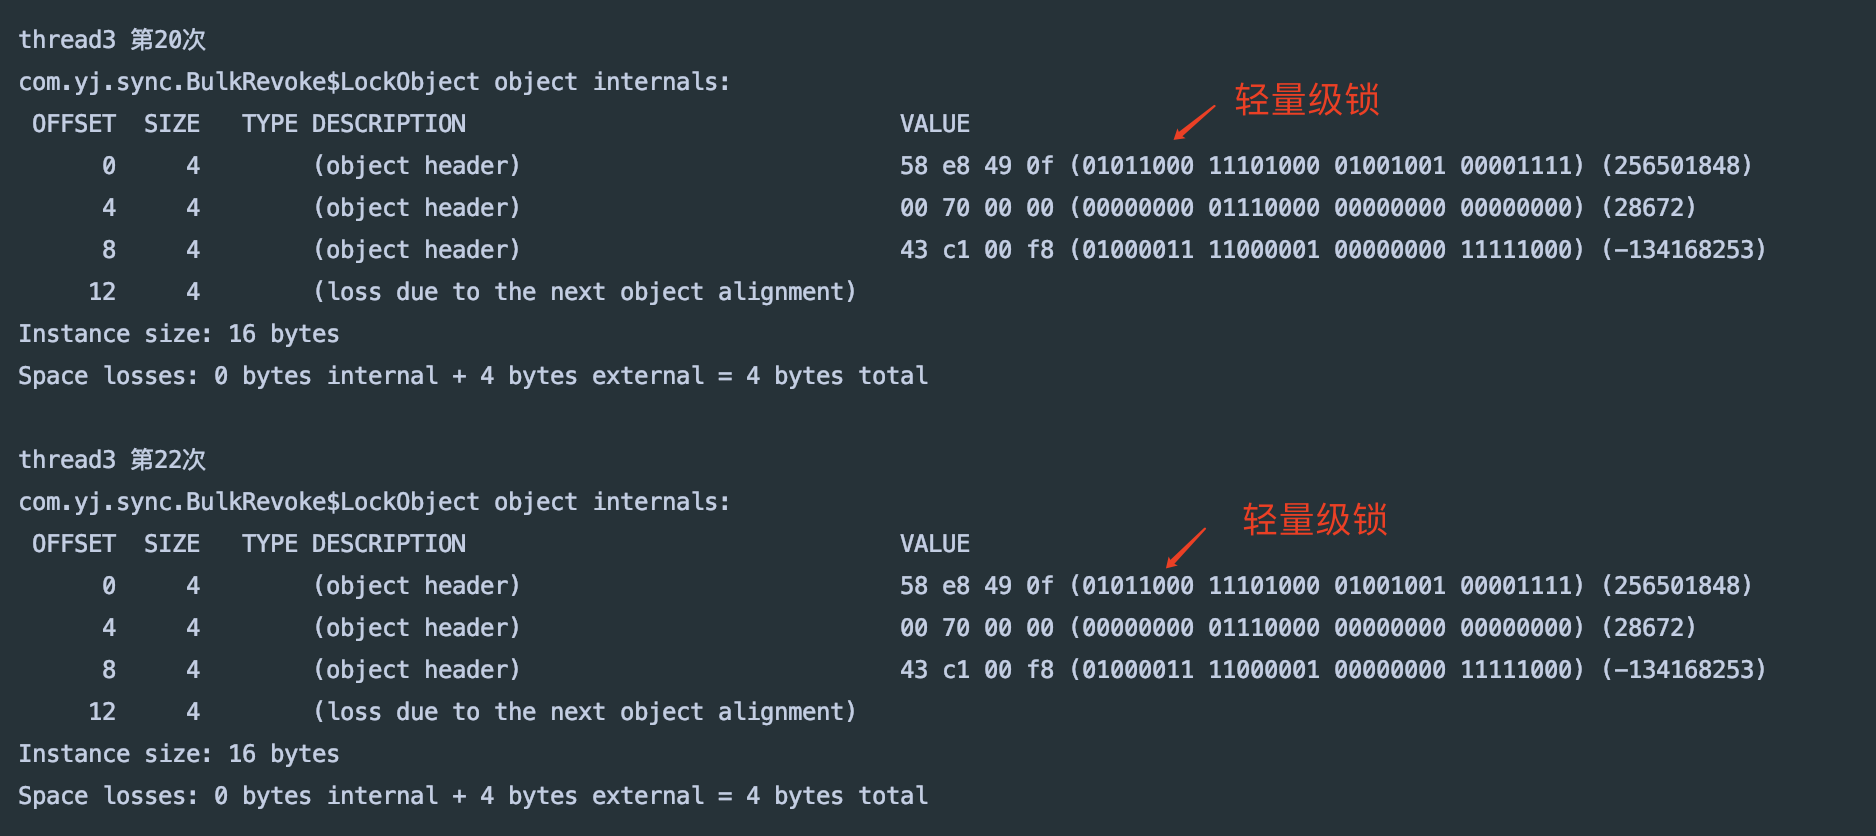 thread3 第20次
com.yj.sync.BulkRevoke$LockObject object internals:
轻量级锁
OFFSET SIZE TYPE DESCRIPTION VALUE
0 4 (object header) 58 e8 49 0f (01011000 11101000 01001001 00001111) (256501848)
4 4 (object header) 00 70 00 00 (00000000 01110000 00000000 00000000) (28672)
8 4 (object header) 43 c1 00 f8 (01000011 11000001 00000000 11111000) (-134168253)
12 4 (loss due to the next object alignment)
Instance size: 16 bytes
Space losses: 0 bytes internal + 4 bytes external = 4 bytes total
thread3 第22次
com.yj.sync.BulkRevoke$LockObject object internals:
轻量级锁
OFFSET SIZE TYPE DESCRIPTION VALUE
0 4 (object header) 58 e8 49 0f (01011000 11101000 01001001 00001111) (256501848)
4 4 (object header) 00 70 00 00 (00000000 01110000 00000000 00000000) (28672)
8 4 (object header) 43 c1 00 f8 (01000011 11000001 00000000 11111000) (-134168253)
12 4 (loss due to the next object alignment)
Instance size: 16 bytes
Space losses: 0 bytes internal + 4 bytes external = 4 bytes total